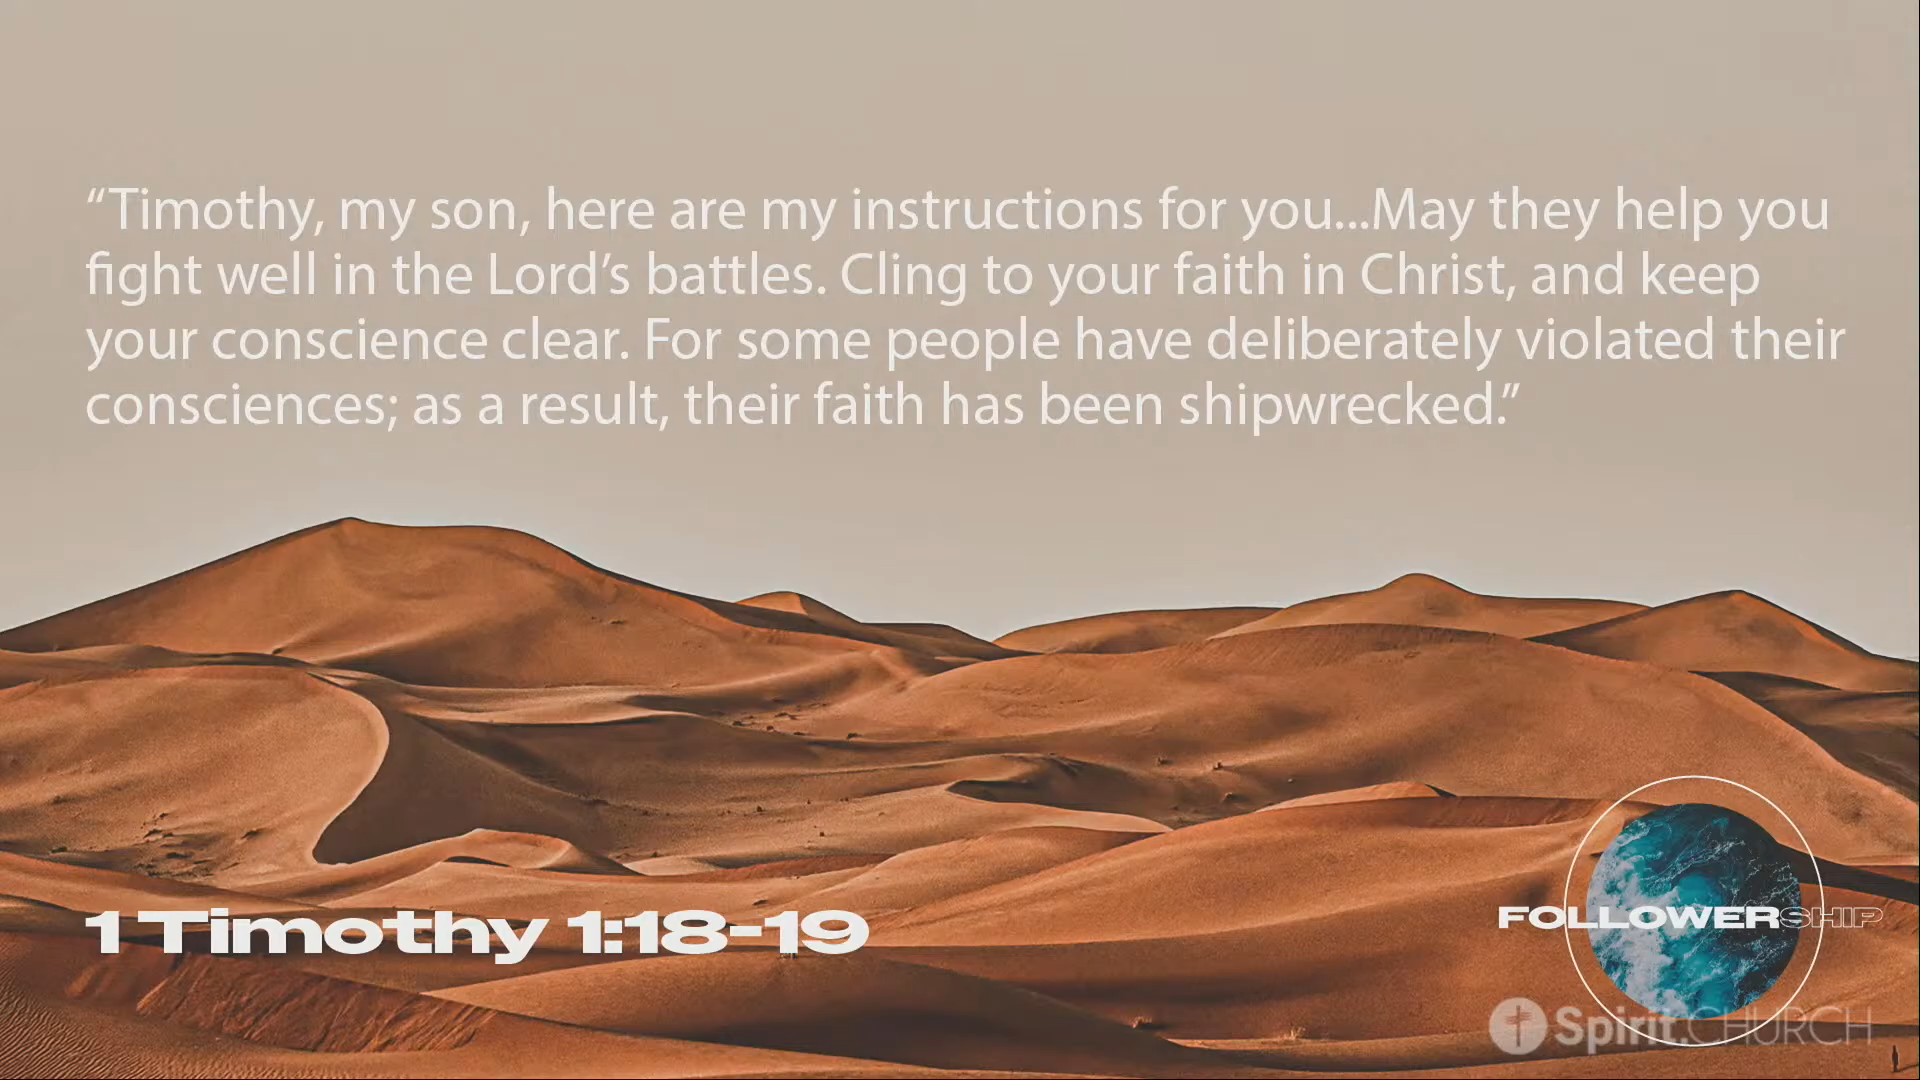 “Timothy, my son, here are my instructions for you...May they help you
fight well in the Lord’s battles. Cling to your faith in Christ, and keep
your conscience clear. For some people have deliberately violated their
consciences; as a result, their faith has been shipwrecked.”
1 Timothy 1:18-19
FOLLOWERSHIP
Spirit.CHURCH